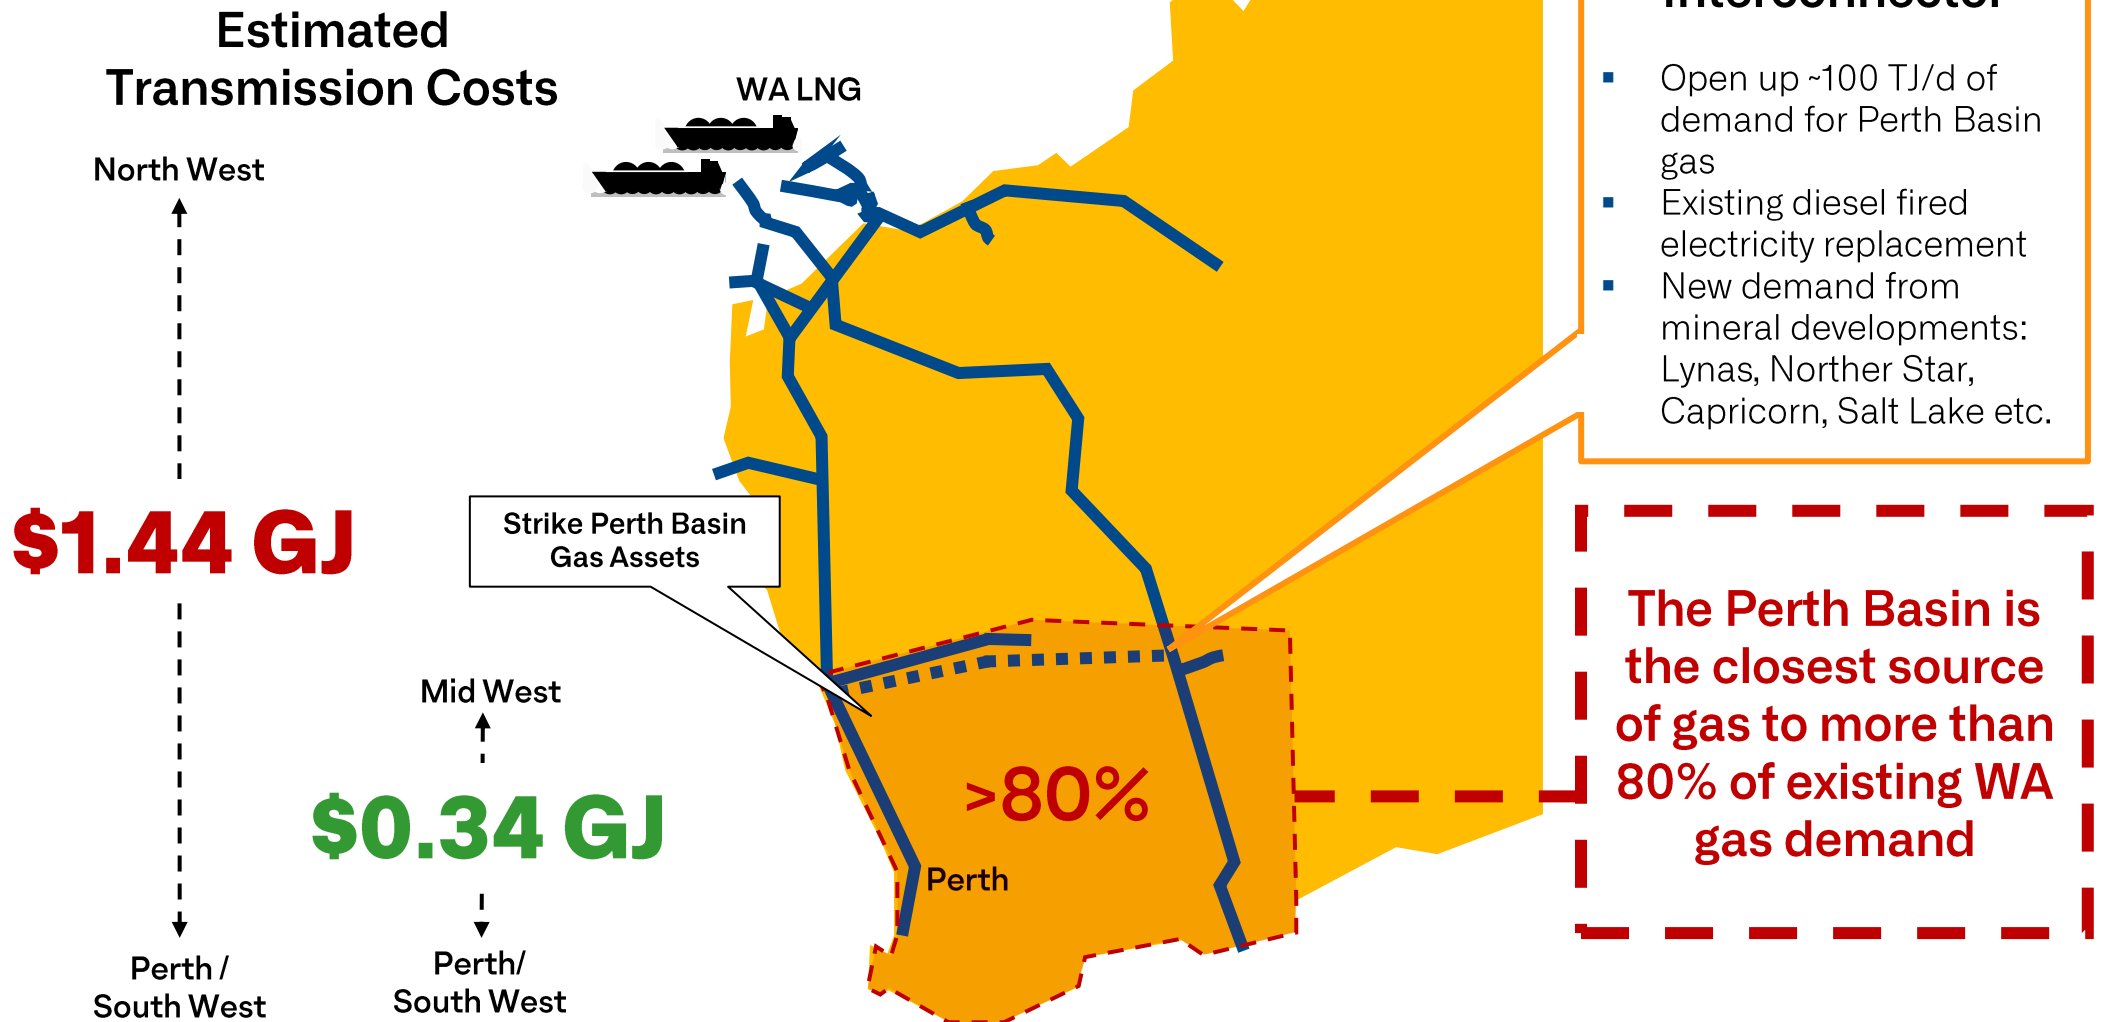 Estimated
Transmission Costs
North West
$1.44 GJ
Perth /
South West
Mid West
$0.34 GJ
Perth/
South West
WA LNG
Strike Perth Basin
Gas Assets
>80%
Perth
Interconnector
▪ Open up ~100 TJ/d of
demand for Perth Basin
gas
▪ Existing diesel fired
electricity replacement
▪ New demand from
mineral developments:
Lynas, Norther Star,
Capricorn, Salt Lake etc.
The Perth Basin is
the closest source
of gas to more than
80% of existing WA
gas demand